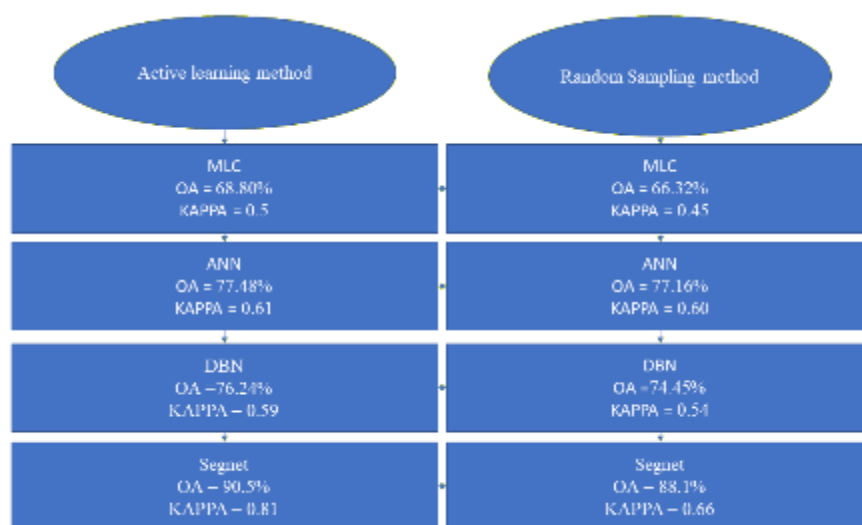 Active learning method
Random Sampling method
MLC
OA = 68.80%
KAPPA = 0.5
MLC
OA = 66.32%
KAPPA = 0.45
ANN
OA = 77.48%
KAPPA = 0.61
ANN
OA = 77.16%
KAPPA = 0.60
DBN
OA =76.24%
KAPPA = 0.59
DBN
OA =74.45%
KAPPA = 0.54
Segnet
OA = 90.5%
KAPPA = 0.81
Segnet
OA = 88.1%
KAPPA = 0.66